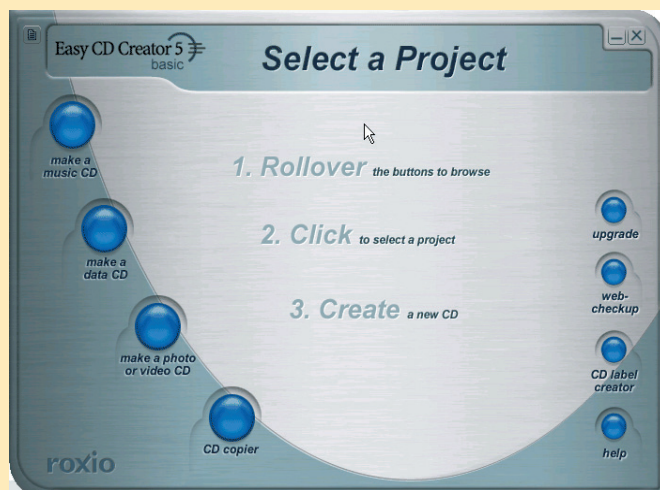 Easy CD Creator 5
basic
Select a Project
make a
music CD
make a
data CD
make a photo
or video CD
CD copier
1. Rollover the buttons to browse
2. Click to select a project
3. Create a new CD
upgrade
web-
checkup
CD label
creator
help
roxio